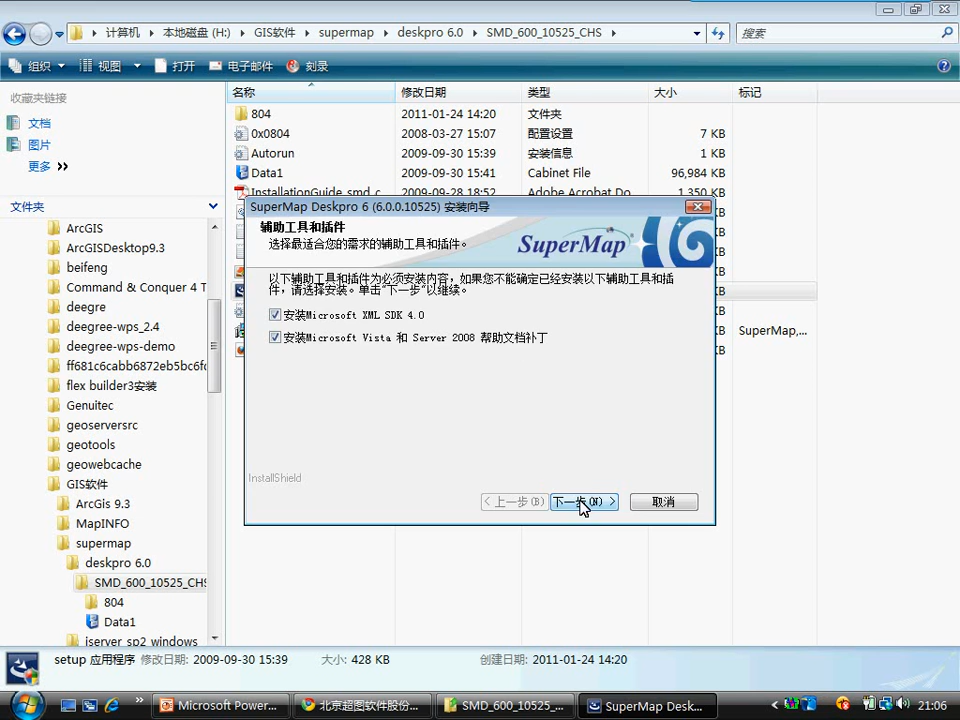 计算机 本地磁盘 (H:) GIS软件 supermap deskpro 6.0 SMD_600_10525_CHS 搜索
组织 视图 打开 电子邮件 刻录
收藏夹链接
文档
图片
更多 >>
文件夹
ArcGIS
ArcGISDesktop9.3
beifeng
Command & Conquer 4 T
deegre
deegree-wps_2.4
deegree-wps-demo
ff681c6cabb6872eb5bc6fc
flex builder3安装
Genuitec
geoserversrc
geotools
geowebcache
GIS软件
ArcGis 9.3
MapINFO
supermap
deskpro 6.0
SMD_600_10525_CHS
804
Data1
iserver_sp2_windows
名称 修改日期 类型 大小 标记
804 2011-01-24 14:20 文件夹
0x0804 2008-03-27 15:07 配置设置 7 KB
Autorun 2009-09-30 15:39 安装信息 1 KB
Data1 2009-09-30 15:41 Cabinet File 96,984 KB
InstallationGuide_smd_c 2009-09-28 18:52 Adobe Acrobat Do 1,350 KB
SuperMap,...
SuperMap Deskpro 6 (6.0.0.10525) 安装向导
辅助工具和插件
选择最适合您的需求的辅助工具和插件。
SuperMap
以下辅助工具和插件为必须安装内容，如果您不能确定已经安装以下辅助工具和插
件，请选择安装。单击"下一步"以继续。
安装Microsoft XML SDK 4.0
安装Microsoft Vista 和 Server 2008 帮助文档补丁
InstallShield
< 上一步(B) 下一步(N) > 取消
setup 应用程序 修改日期: 2009-09-30 15:39 大小: 428 KB 创建日期: 2011-01-24 14:20
Microsoft Power... 北京超图软件股份... SMD_600_10525_... SuperMap Desk... 21:06